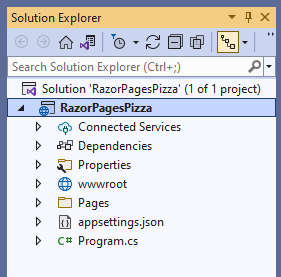 Solution Explorer
Search Solution Explorer (Ctrl+;)
Solution 'RazorPagesPizza' (1 of 1 project)
RazorPagesPizza
Connected Services
Dependencies
Properties
wwwroot
Pages
appsettings.json
C# Program.cs